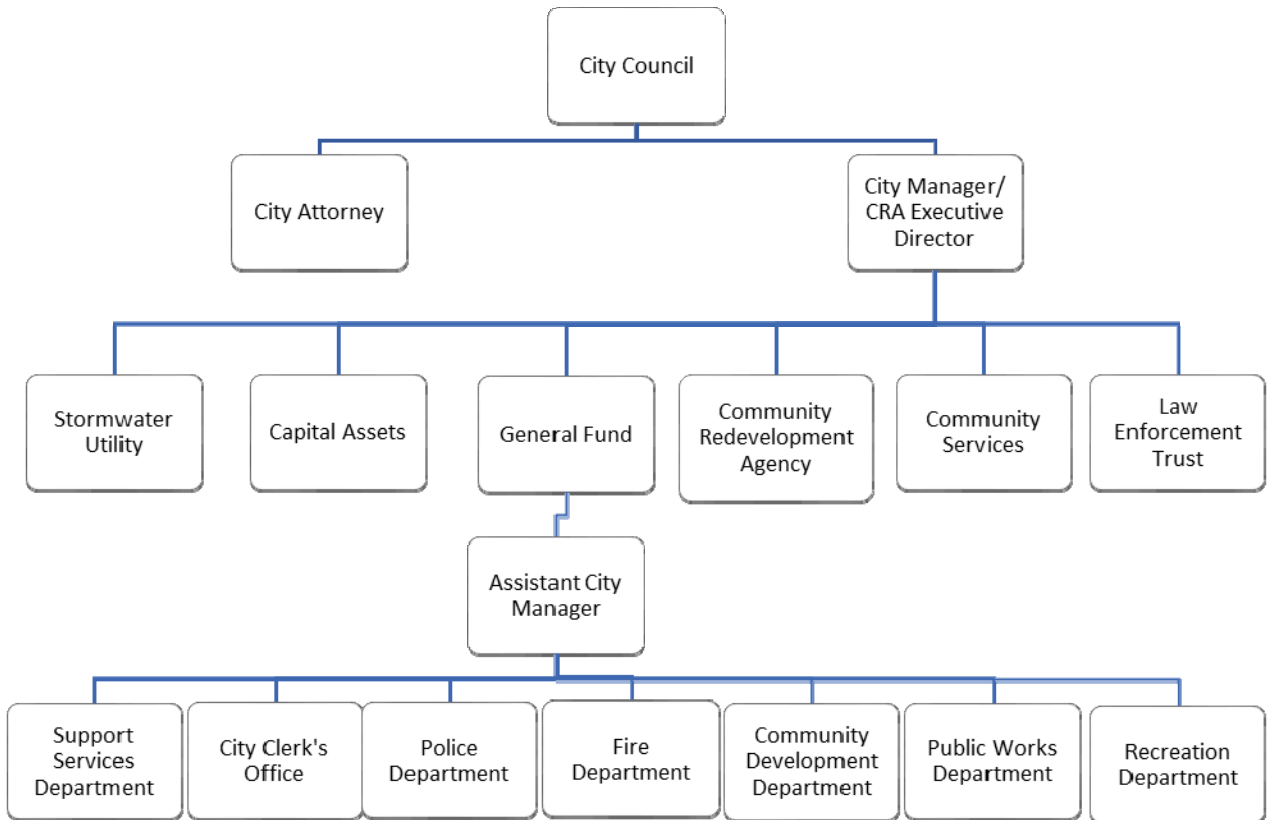 City Council
City Attorney
City Manager/
CRA Executive
Director
Stormwater
Utility
Capital Assets
General Fund
Community
Redevelopment
Agency
Community
Services
Law
Enforcement
Trust
Assistant City
Manager
Support
Services
Department
City Clerk's
Office
Police
Department
Fire
Department
Community
Development
Department
Public Works
Department
Recreation
Department